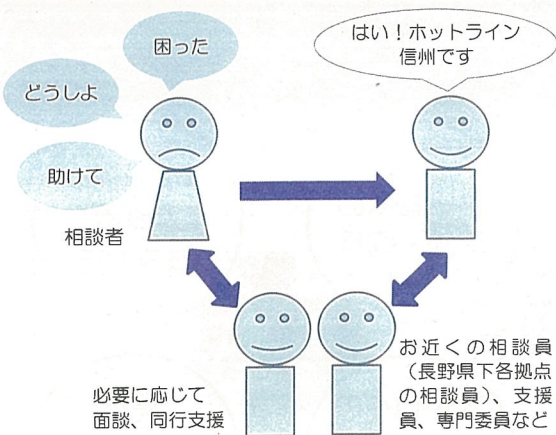 困った
はい！ホットライン
信州です
どうしよ
助けて
相談者
お近くの相談員
（長野県下各拠点
の相談員）、支援
員、専門委員など
必要に応じて
面談、同行支援